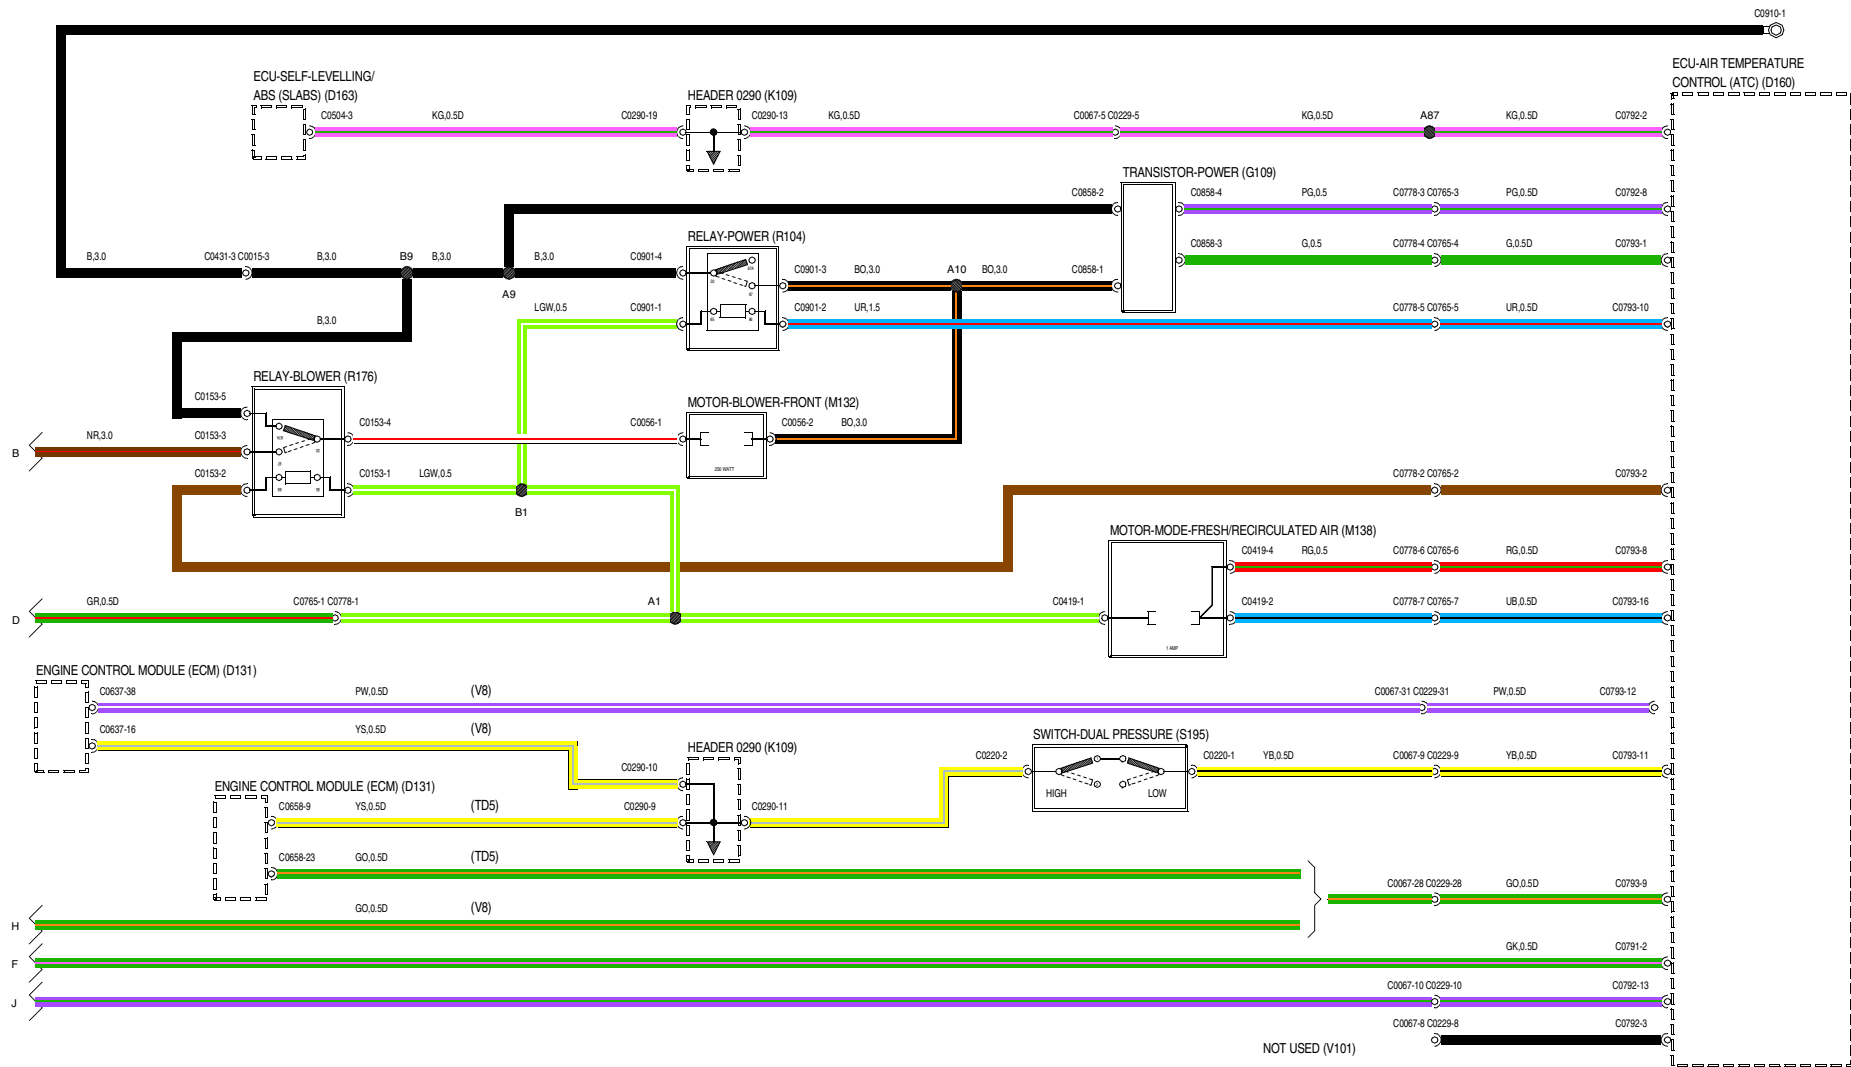 C0910-1
ECU-AIR TEMPERATURE
CONTROL (ATC) (D160)
ECU-SELF-LEVELLING/
ABS (SLABS) (D163)
HEADER 0290 (K109)
C0504-3 KG,0.5D C0290-19 C0290-13 KG,0.5D C0067-5 C0229-5 KG,0.5D A87 KG,0.5D C0792-2
TRANSISTOR-POWER (G109)
C0858-2 C0858-4 PG,0.5 C0778-3 C0765-3 PG,0.5D C0792-8
RELAY-POWER (R104)
C0858-3 G,0.5 C0778-4 C0765-4 G,0.5D C0793-1
B,3.0 C0431-3 C0015-3 B,3.0 B9 B,3.0 B,3.0 C0901-4
C0901-3 BO,3.0 A10 BO,3.0 C0858-1
87
A9
LGW,0.5 C0901-1 C0901-2 UR,1.5 C0778-5 C0765-5 UR,0.5D C0793-10
B,3.0
RELAY-BLOWER (R176)
C0153-5
MOTOR-BLOWER-FRONT (M132)
C0153-4 C0056-1 C0056-2 BO,3.0
B NR,3.0 C0153-3
200 WATT
C0153-2 C0153-1 LGW,0.5 C0778-2 C0765-2 C0793-2
B1
MOTOR-MODE-FRESH/RECIRCULATED AIR (M138)
C0419-4 RG,0.5 C0778-6 C0765-6 RG,0.5D C0793-8
D GR,0.5D C0765-1 C0778-1 A1 C0419-1 C0419-2 C0778-7 C0765-7 UB,0.5D C0793-16
1 AMP
ENGINE CONTROL MODULE (ECM) (D131)
C0637-38 PW,0.5D (V8) C0067-31 C0229-31 PW,0.5D C0793-12
C0637-16 YS,0.5D (V8)
SWITCH-DUAL PRESSURE (S195)
HEADER 0290 (K109)
C0290-10 C0220-2 C0220-1 YB,0.5D C0067-9 C0229-9 YB,0.5D C0793-11
HIGH LOW
ENGINE CONTROL MODULE (ECM) (D131)
C0658-9 YS,0.5D (TD5) C0290-9 C0290-11
C0658-23 GO,0.5D (TD5)
C0067-28 C0229-28 GO,0.5D C0793-9
H GO,0.5D (V8)
F GK,0.5D C0791-2
J C0067-10 C0229-10 C0792-13
C0067-8 C0229-8 C0792-3
NOT USED (V101)